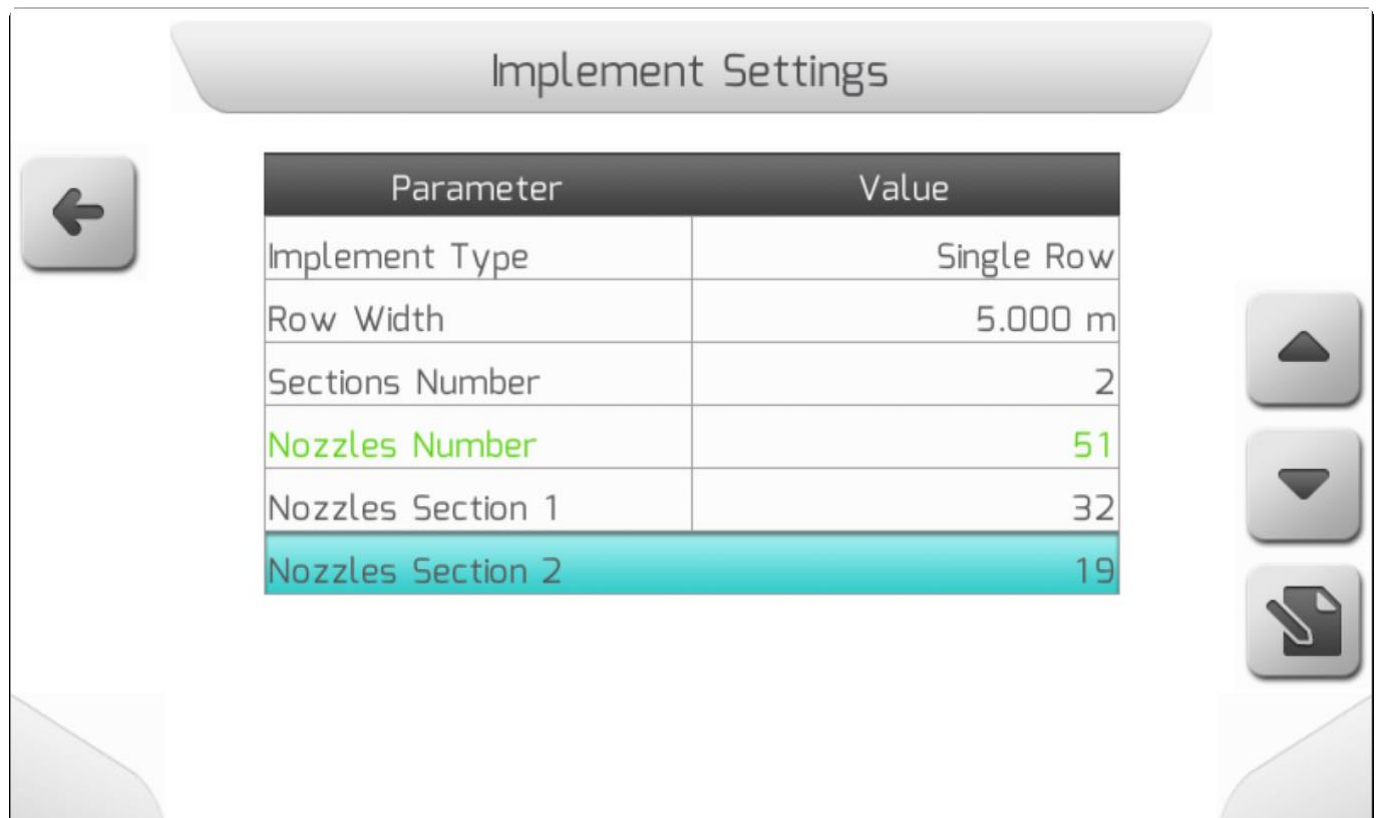 Implement Settings
Parameter Value
Implement Type Single Row
Row Width 5.000 m
Sections Number 2
Nozzles Number 51
Nozzles Section 1 32
Nozzles Section 2 19